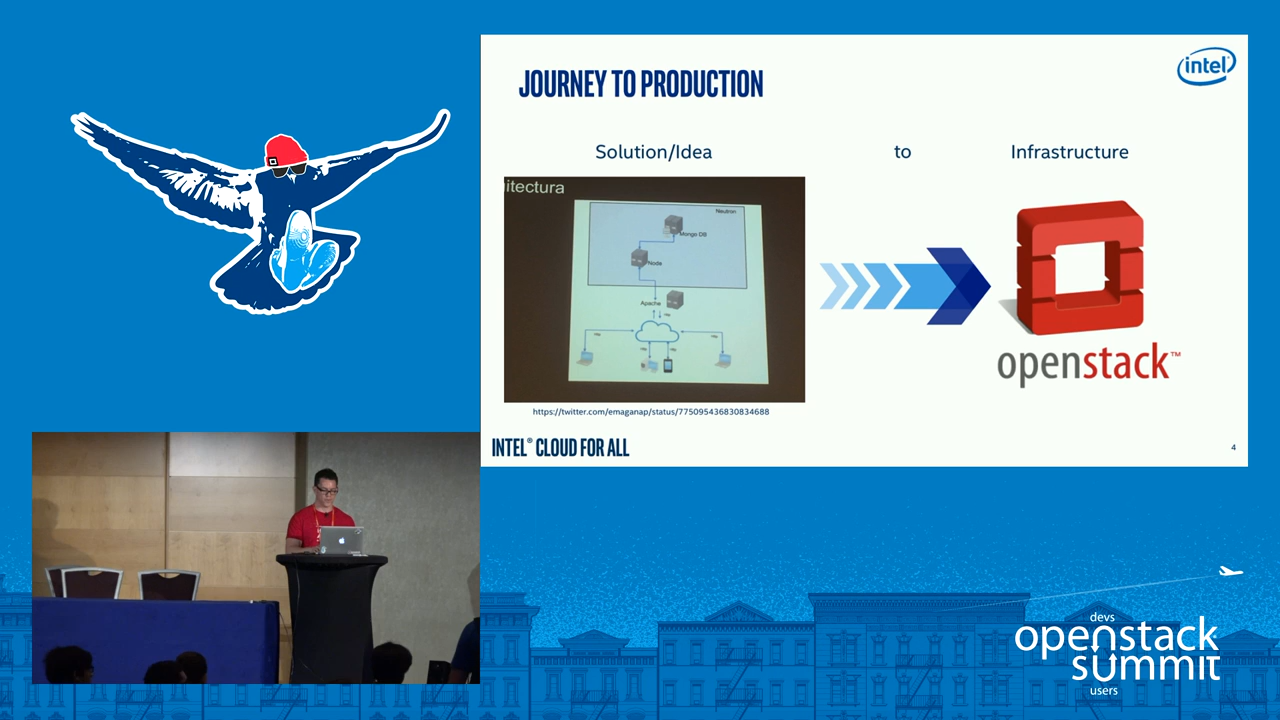 JOURNEY TO PRODUCTION
intel
Solution/Idea
to
Infrastructure
itectura
Neutron
Mongo DB
Node
Apache
openstack™
https://twitter.com/emaganap/status/775095436830834688
INTEL® CLOUD FOR ALL
4
devs
openstack
summit
users